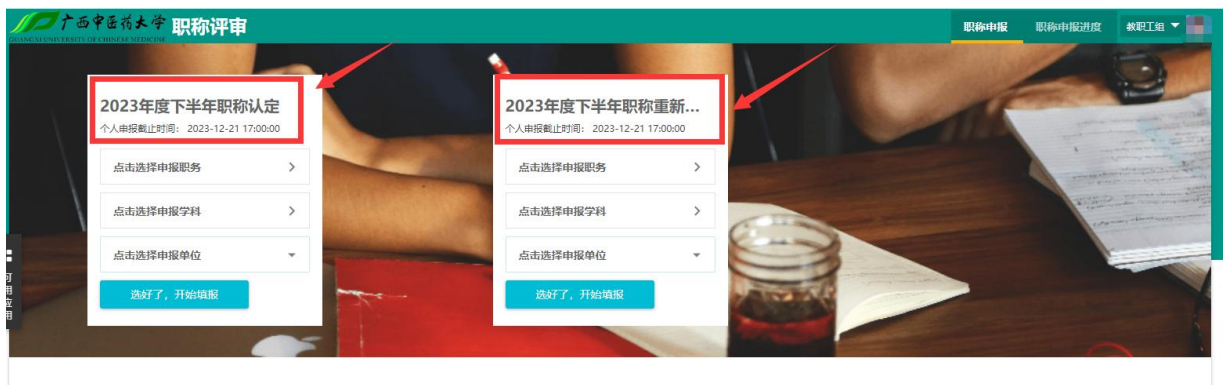 广西中医药大学 职称评审
GUANGXI UNIVERSITY OF CHINESE MEDICINE
职称申报
职称申报进度
教职工组
2023年度下半年职称认定
个人申报截止时间: 2023-12-21 17:00:00
点击选择申报职务
点击选择申报学科
点击选择申报单位
选好了，开始填报
2023年度下半年职称重新...
个人申报截止时间: 2023-12-21 17:00:00
点击选择申报职务
点击选择申报学科
点击选择申报单位
选好了，开始填报
可用应用